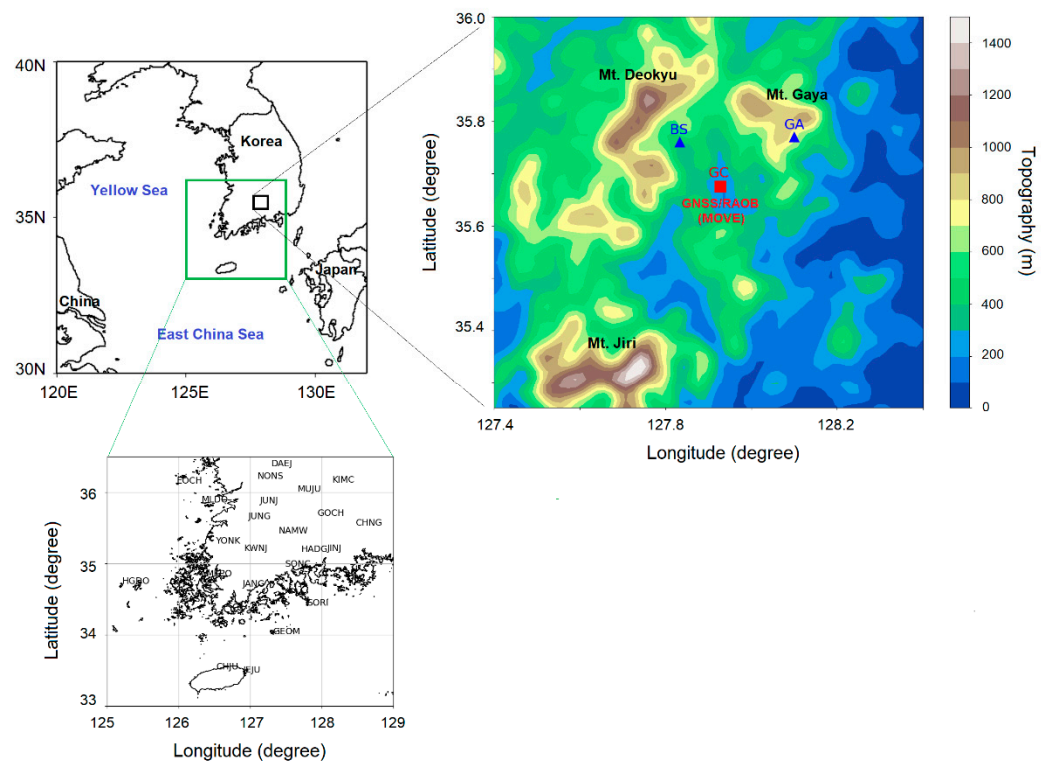 40N
35N
30N
120E
125E
130E
Korea
Yellow Sea
Japan
China
East China Sea
36.0
35.8
35.6
35.4
127.4
127.8
128.2
Latitude (degree)
Longitude (degree)
Mt. Deokyu
Mt. Gaya
BS
GA
GC
GNSS/RAOB
(MOVE)
Mt. Jiri
1400
1200
1000
800
600
400
200
0
Topography (m)
36
35
34
33
125
126
127
128
129
Latitude (degree)
Longitude (degree)
DAEJ
NONS
KIMC
EOCH
MUJU
JUNJ
JUNG
GOCH
CHNG
NAMW
YONK
KWNJ
HADG
JINJ
SONC
HGDO
JANG
SORI
GEOM
CHJU
JEJU